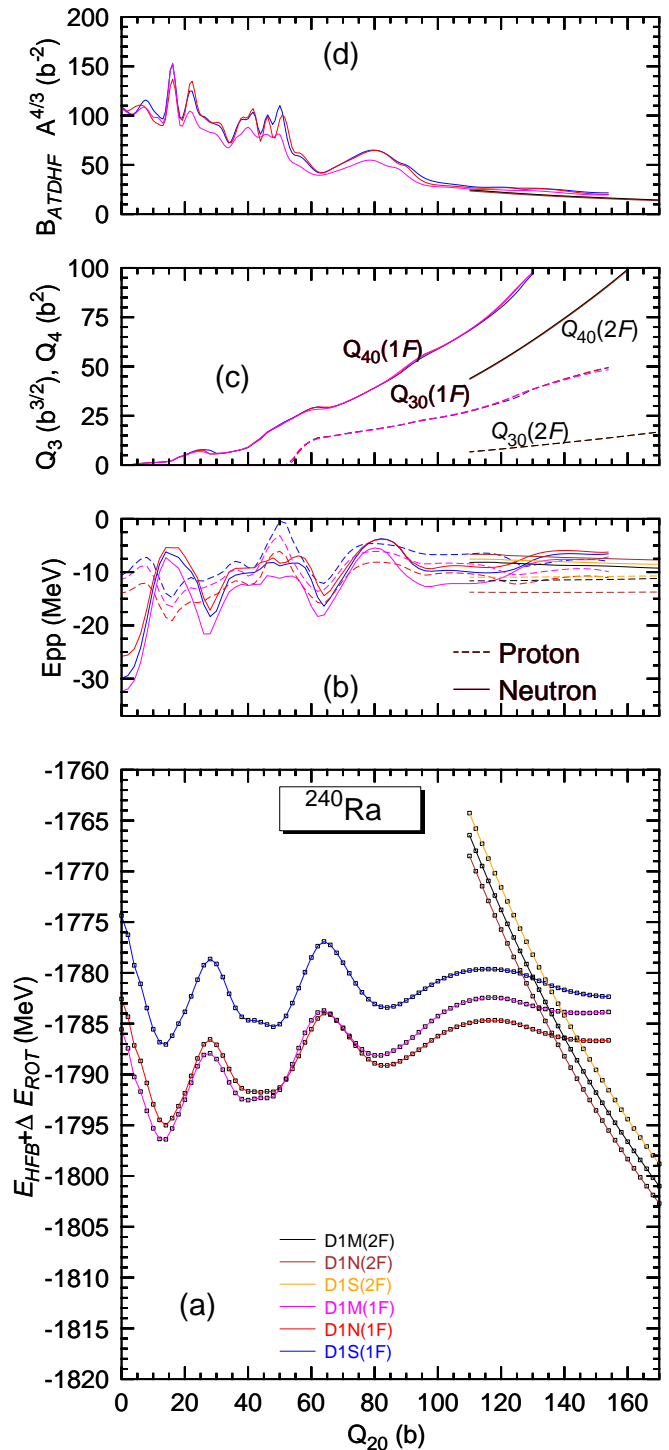 200
150
100
50
0
B_ATDHF A^4/3 (b^-2)
(d)
100
75
50
25
0
Q_3 (b^3/2), Q_4 (b^2)
Q_40(1F)
Q_40(2F)
(c)
Q_30(1F)
Q_30(2F)
0
-10
-20
-30
Epp (MeV)
Proton
Neutron
(b)
-1760
-1765
-1770
-1775
-1780
-1785
-1790
-1795
-1800
-1805
-1810
-1815
-1820
E_HFB+Δ E_ROT (MeV)
^240Ra
D1M(2F)
D1N(2F)
D1S(2F)
D1M(1F)
D1N(1F)
D1S(1F)
(a)
0 20 40 60 80 100 120 140 160
Q_20 (b)